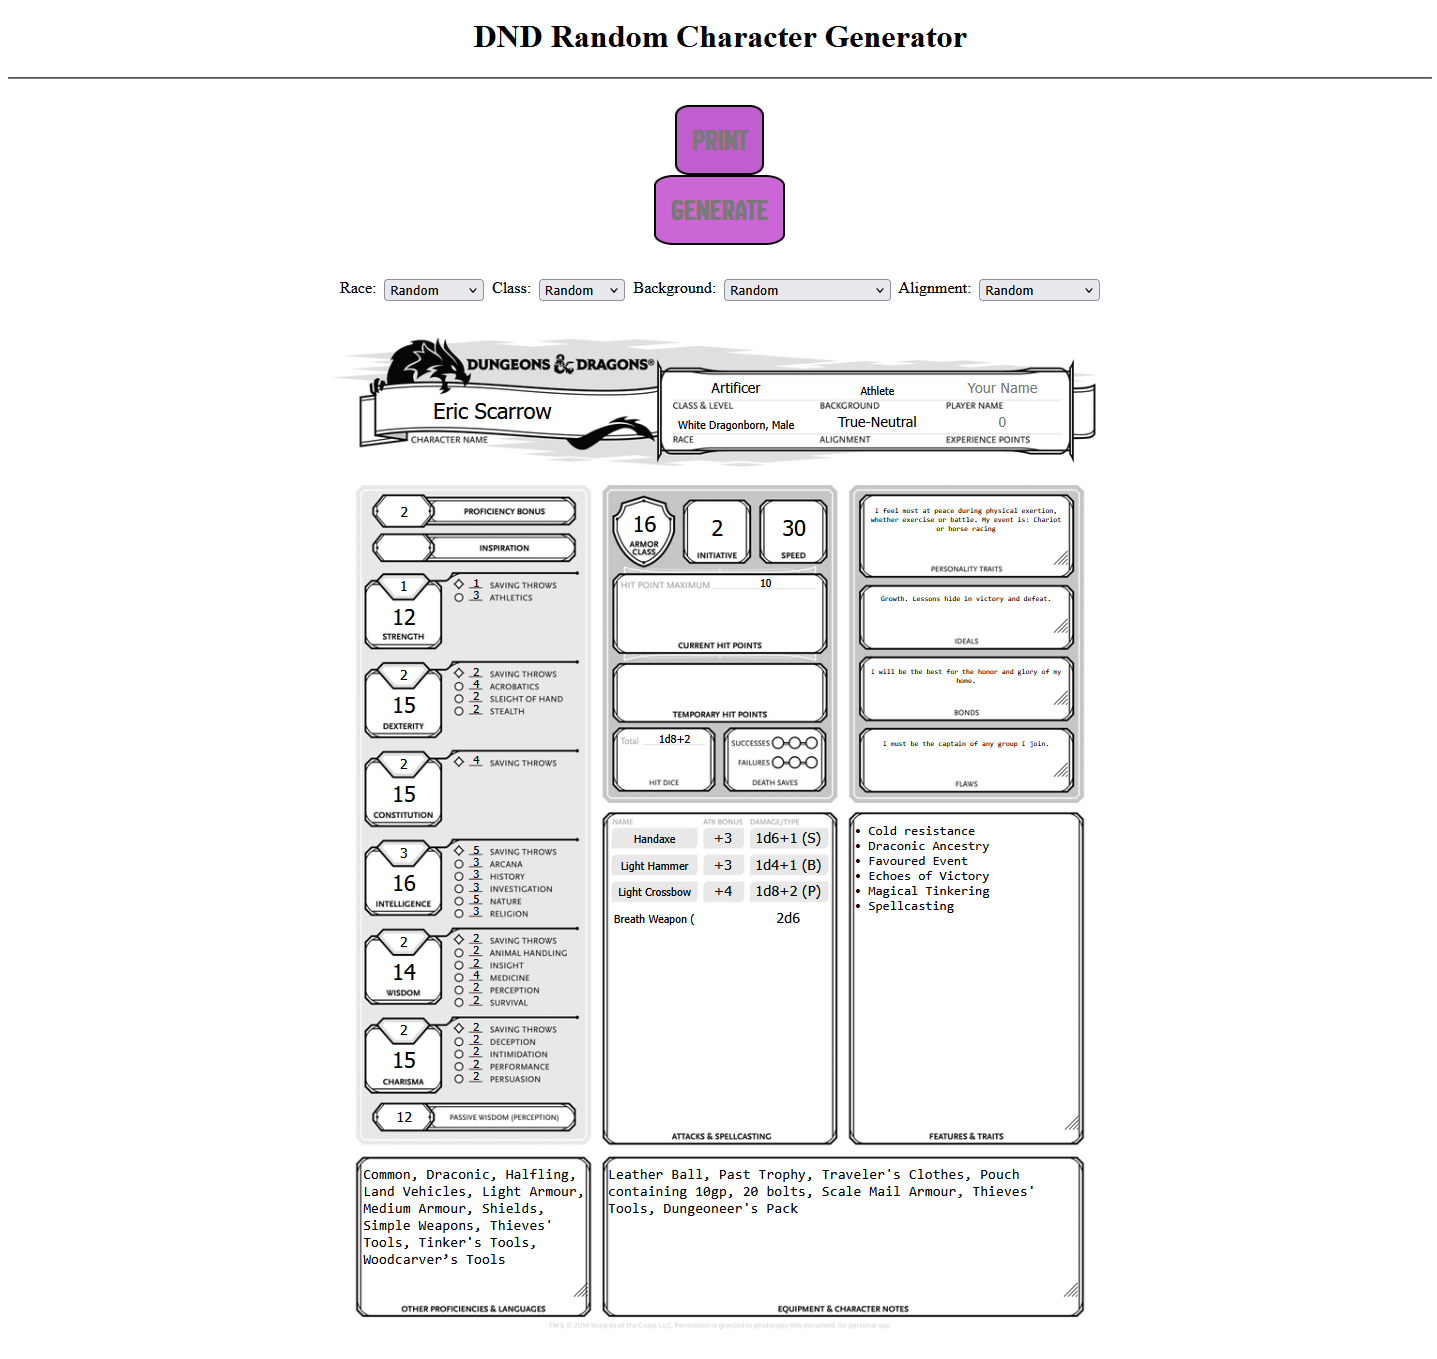 DND Random Character Generator
PRINT
GENERATE
Race: Random Class: Random Background: Random Alignment: Random
DUNGEONS & DRAGONS®
Eric Scarrow
CHARACTER NAME
Artificer Athlete Your Name
CLASS & LEVEL BACKGROUND PLAYER NAME
White Dragonborn, Male True-Neutral 0
RACE ALIGNMENT EXPERIENCE POINTS
2 PROFICIENCY BONUS
INSPIRATION
1
12
STRENGTH
1 SAVING THROWS
3 ATHLETICS
2
15
DEXTERITY
2 SAVING THROWS
4 ACROBATICS
2 SLEIGHT OF HAND
2 STEALTH
2
15
CONSTITUTION
4 SAVING THROWS
3
16
INTELLIGENCE
5 SAVING THROWS
3 ARCANA
3 HISTORY
3 INVESTIGATION
5 NATURE
3 RELIGION
2
14
WISDOM
2 SAVING THROWS
2 ANIMAL HANDLING
2 INSIGHT
4 MEDICINE
2 PERCEPTION
2 SURVIVAL
2
15
CHARISMA
2 SAVING THROWS
2 DECEPTION
2 INTIMIDATION
2 PERFORMANCE
2 PERSUASION
12 PASSIVE WISDOM (PERCEPTION)
16
ARMOR
CLASS
2
INITIATIVE
30
SPEED
HIT POINT MAXIMUM 10
CURRENT HIT POINTS
TEMPORARY HIT POINTS
Total 1d8+2
HIT DICE
SUCCESSES
FAILURES
DEATH SAVES
I feel most at peace during physical exertion,
whether exercise or battle. My event is: Chariot
or horse racing
PERSONALITY TRAITS
Growth. Lessons hide in victory and defeat.
IDEALS
I will be the best for the honor and glory of my
home.
BONDS
I must be the captain of any group I join.
FLAWS
NAME ATK BONUS DAMAGE/TYPE
Handaxe +3 1d6+1 (S)
Light Hammer +3 1d4+1 (B)
Light Crossbow +4 1d8+2 (P)
Breath Weapon ( 2d6
ATTACKS & SPELLCASTING
• Cold resistance
• Draconic Ancestry
• Favoured Event
• Echoes of Victory
• Magical Tinkering
• Spellcasting
FEATURES & TRAITS
Common, Draconic, Halfling,
Land Vehicles, Light Armour,
Medium Armour, Shields,
Simple Weapons, Thieves'
Tools, Tinker's Tools,
Woodcarver’s Tools
OTHER PROFICIENCIES & LANGUAGES
Leather Ball, Past Trophy, Traveler's Clothes, Pouch
containing 10gp, 20 bolts, Scale Mail Armour, Thieves'
Tools, Dungeoneer's Pack
EQUIPMENT & CHARACTER NOTES
TM & © 2014 Wizards of the Coast LLC. Permission is granted to photocopy this document for personal use.